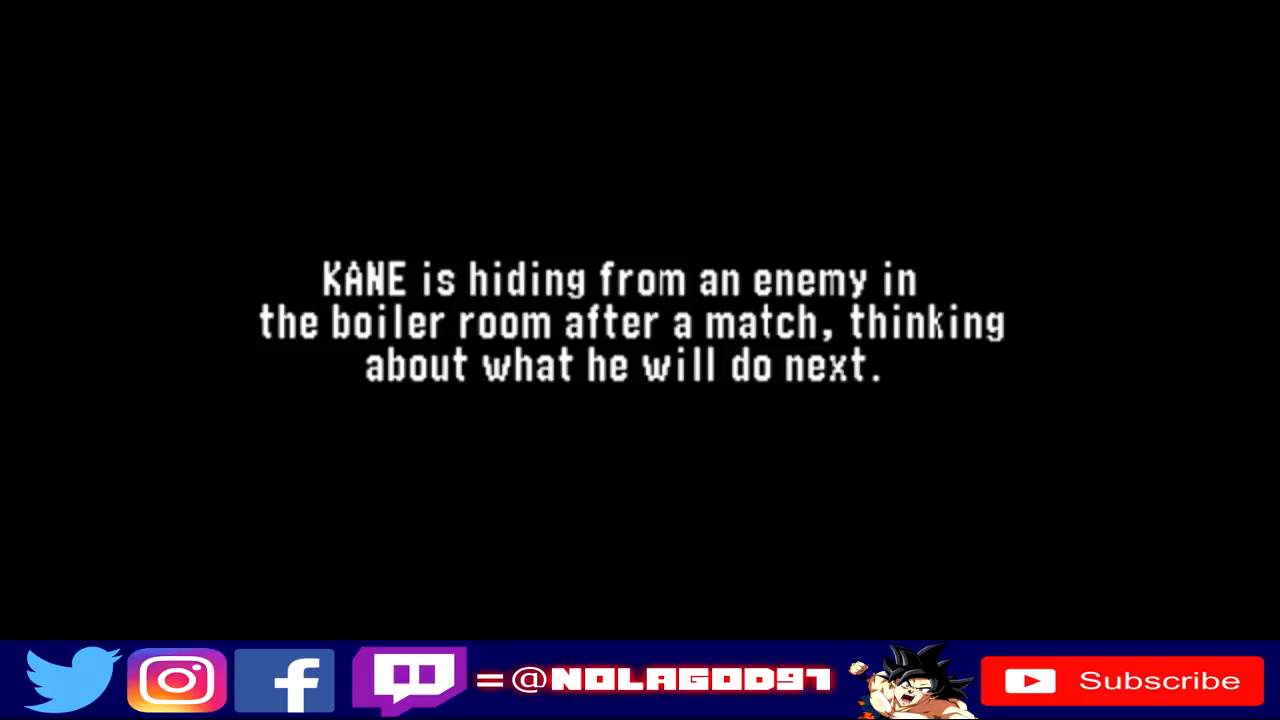 KANE is hiding from an enemy in
the boiler room after a match, thinking
about what he will do next.
=@NOLAGOD97
Subscribe